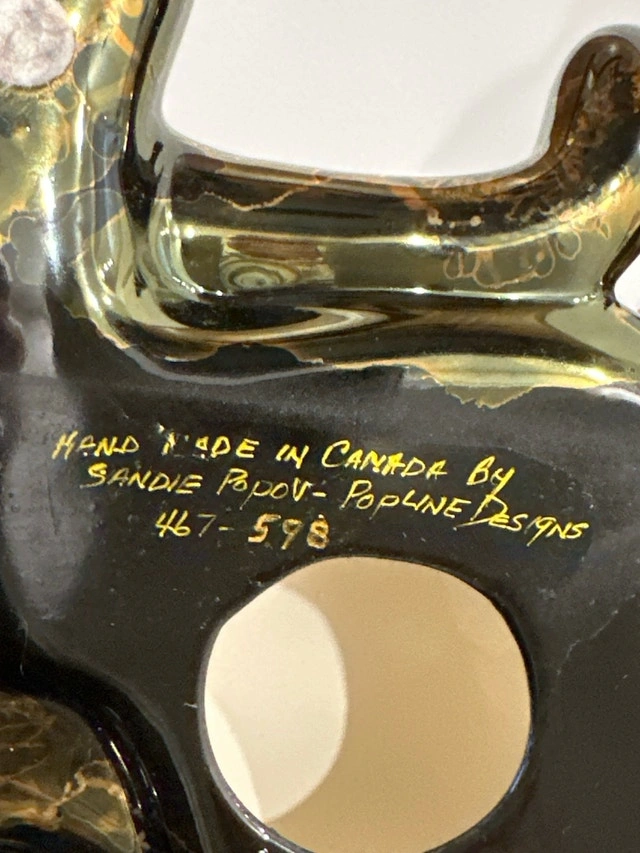 HAND MADE IN CANADA BY
SANDIE POPOV - POPLINE DESIGNS
467-598